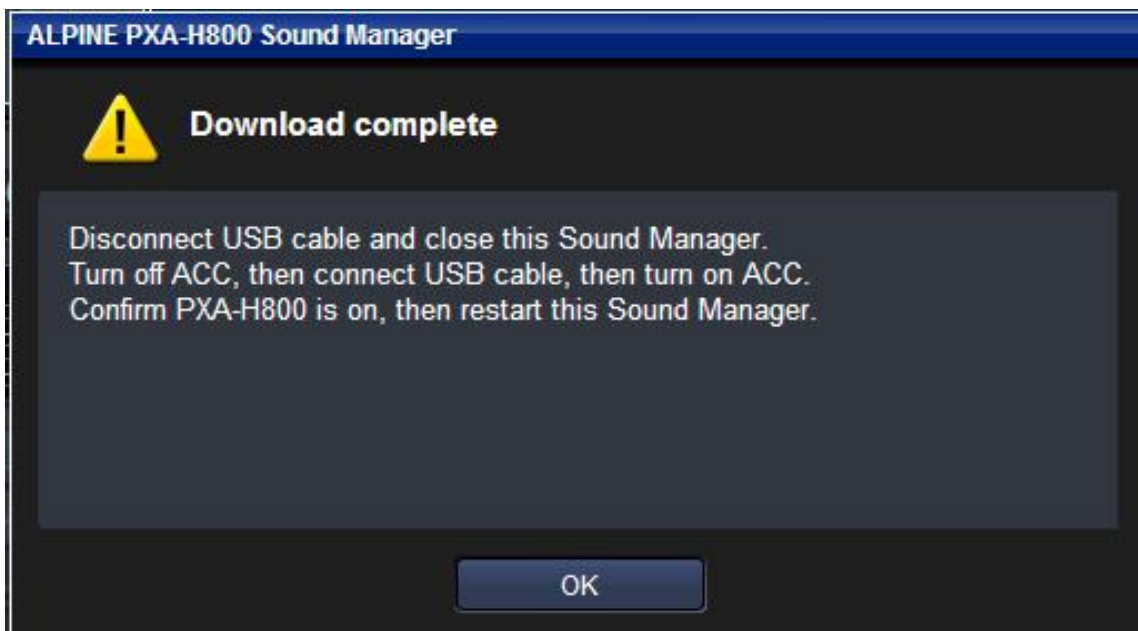 ALPINE PXA-H800 Sound Manager
Download complete
Disconnect USB cable and close this Sound Manager.
Turn off ACC, then connect USB cable, then turn on ACC.
Confirm PXA-H800 is on, then restart this Sound Manager.
OK